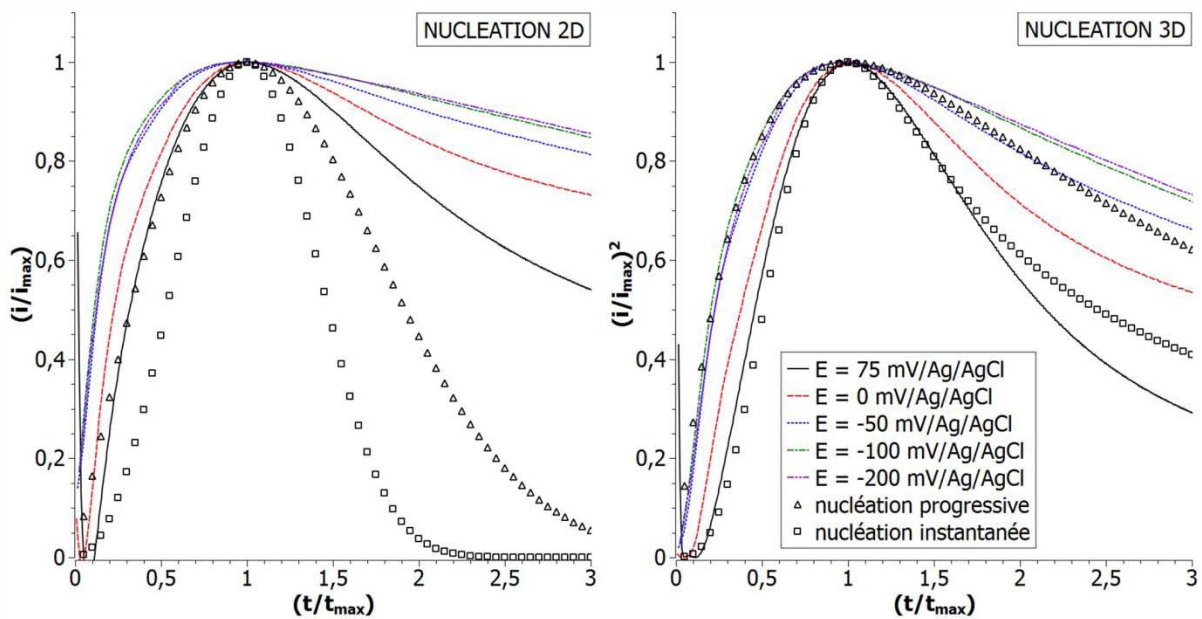 NUCLEATION 2D
1
0,8
0,6
0,4
0,2
0
(i/imax)
0
0,5
1
1,5
2
2,5
3
(t/tmax)
NUCLEATION 3D
1
0,8
0,6
0,4
0,2
0
(i/imax)²
0
0,5
1
1,5
2
2,5
3
(t/tmax)
E = 75 mV/Ag/AgCl
E = 0 mV/Ag/AgCl
E = -50 mV/Ag/AgCl
E = -100 mV/Ag/AgCl
E = -200 mV/Ag/AgCl
nucléation progressive
nucléation instantanée